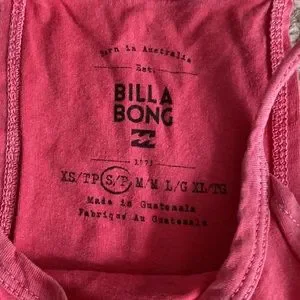 Born in Australia
Est.
BILLA
BONG
1973
XS/TP S/P M/M L/G XL/TG
Made in Guatemala
Fabriqué Au Guatemala